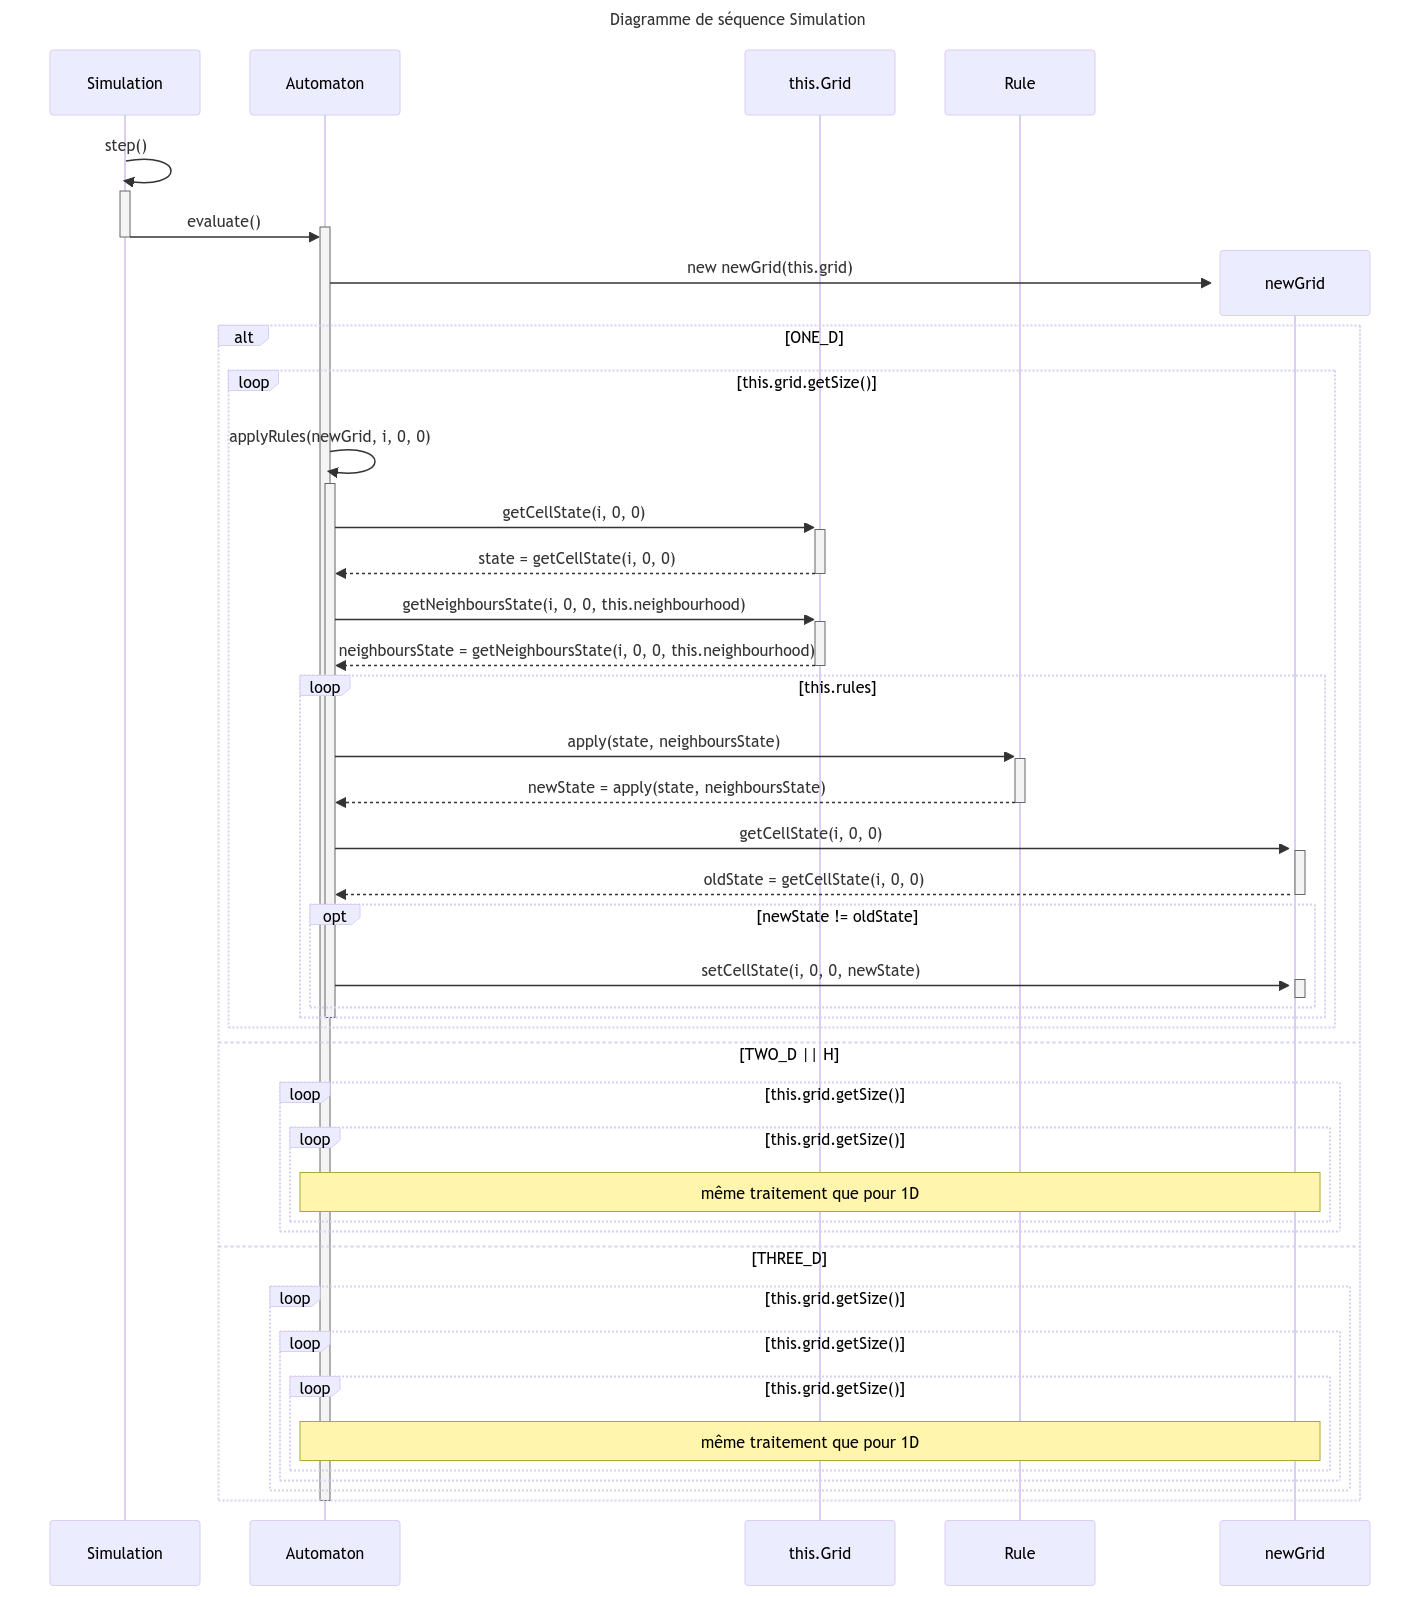 Diagramme de séquence Simulation
Simulation
Automaton
this.Grid
Rule
step()
evaluate()
new newGrid(this.grid)
newGrid
alt
[ONE_D]
loop
[this.grid.getSize()]
applyRules(newGrid, i, 0, 0)
getCellState(i, 0, 0)
state = getCellState(i, 0, 0)
getNeighboursState(i, 0, 0, this.neighbourhood)
neighboursState = getNeighboursState(i, 0, 0, this.neighbourhood)
loop
[this.rules]
apply(state, neighboursState)
newState = apply(state, neighboursState)
getCellState(i, 0, 0)
oldState = getCellState(i, 0, 0)
opt
[newState != oldState]
setCellState(i, 0, 0, newState)
[TWO_D || H]
loop
[this.grid.getSize()]
loop
[this.grid.getSize()]
même traitement que pour 1D
[THREE_D]
loop
[this.grid.getSize()]
loop
[this.grid.getSize()]
loop
[this.grid.getSize()]
même traitement que pour 1D
Simulation
Automaton
this.Grid
Rule
newGrid